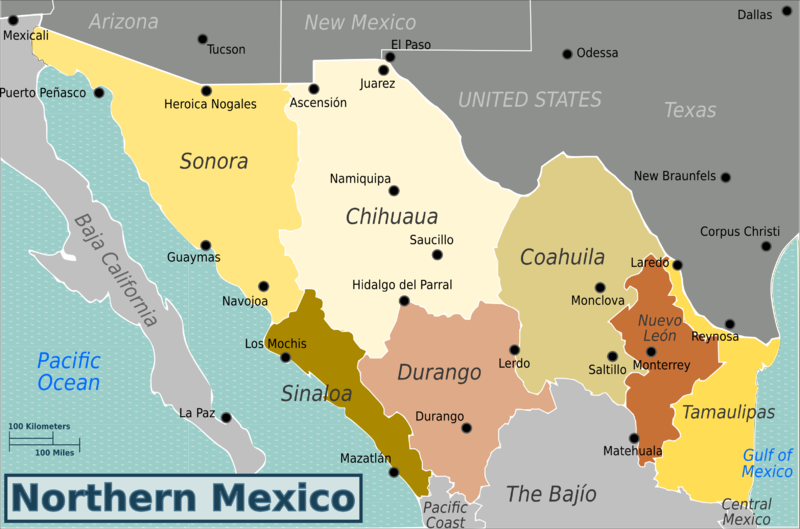 Arizona
New Mexico
Dallas
Mexicali
Tucson
El Paso
Odessa
Juarez
Puerto Peñasco
Heroica Nogales
Ascensión
UNITED STATES
Texas
Sonora
Namiquipa
New Braunfels
Chihuaua
Baja California
Saucillo
Corpus Christi
Guaymas
Coahuila
Laredo
Navojoa
Hidalgo del Parral
Monclova
Nuevo
León
Reynosa
Los Mochis
Pacific
Ocean
Lerdo
Saltillo
Monterrey
Durango
Sinaloa
La Paz
Durango
Tamaulipas
100 Kilometers
100 Miles
Matehuala
Mazatlán
Gulf of
Mexico
Northern Mexico
The Bajío
Pacific
Coast
Central
Mexico